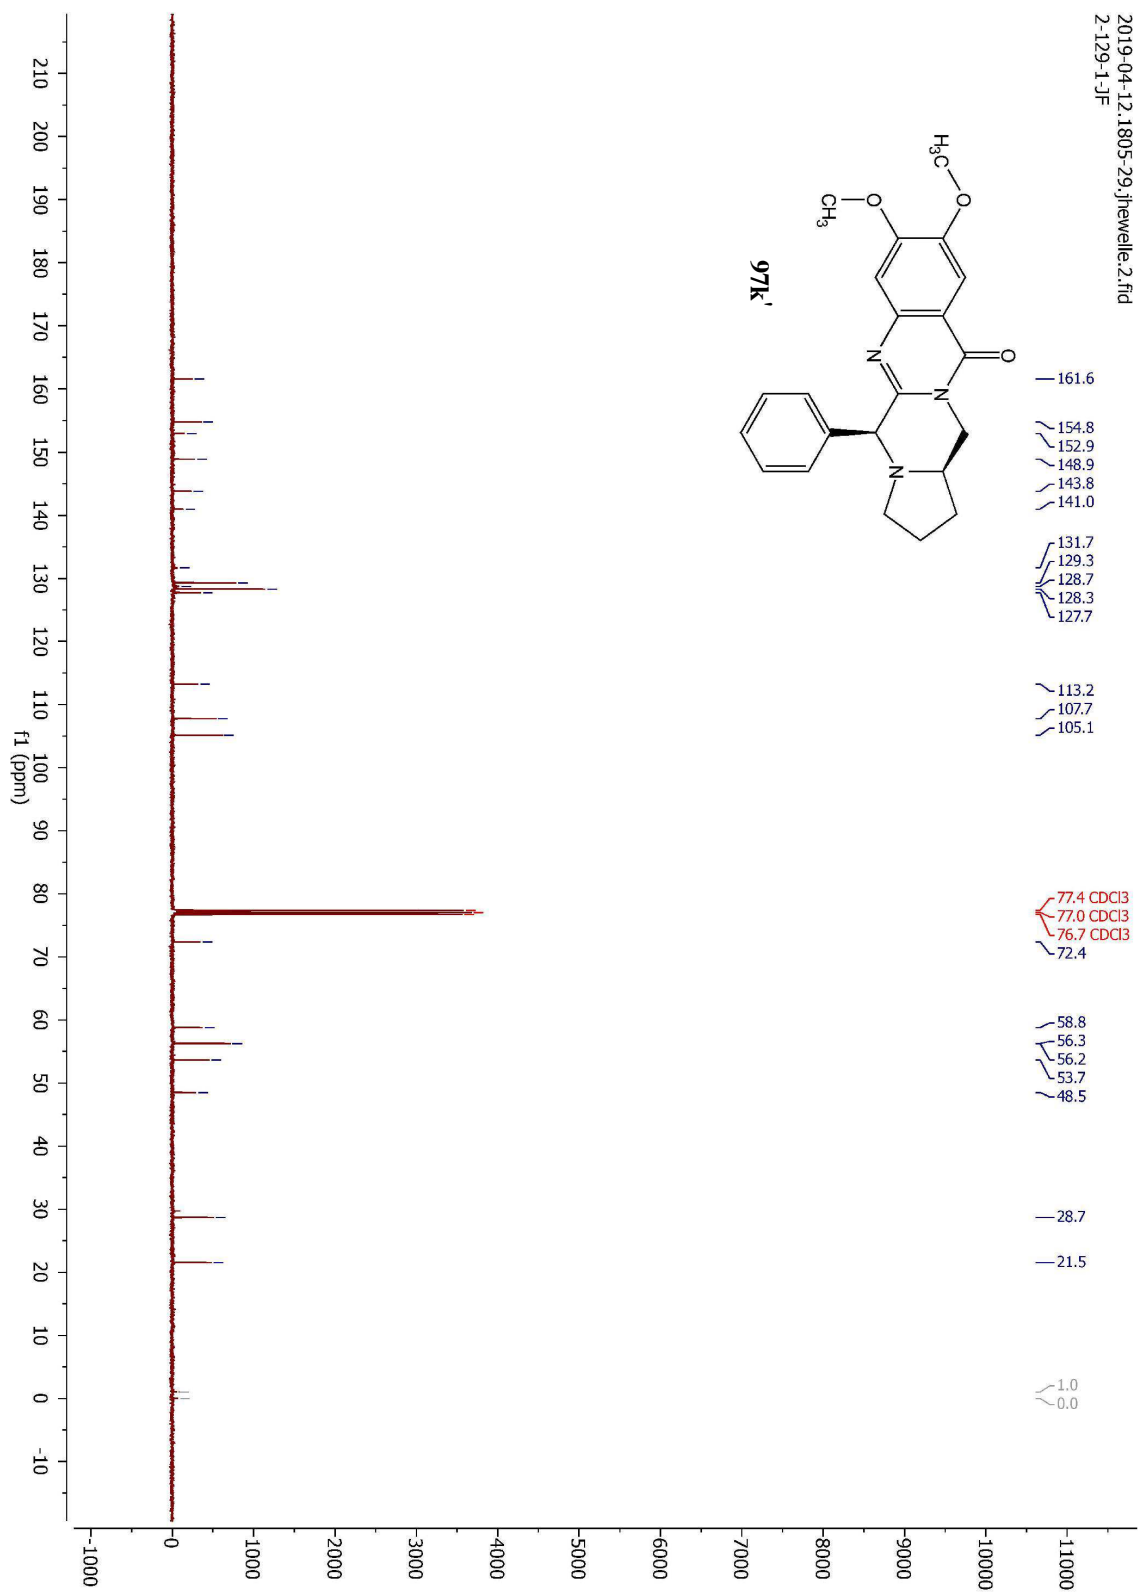 2019-04-12.1805-29.jhewelle.2.fid
2-129-1-JF
H3C
O
O
CH3
O
N
N
N
97k'
161.6
154.8
152.9
148.9
143.8
141.0
131.7
129.3
128.7
128.3
127.7
113.2
107.7
105.1
77.4 CDCl3
77.0 CDCl3
76.7 CDCl3
72.4
58.8
56.3
56.2
53.7
48.5
28.7
21.5
1.0
0.0
11000
10000
9000
8000
7000
6000
5000
4000
3000
2000
1000
0
-1000
210 200 190 180 170 160 150 140 130 120 110 100 90 80 70 60 50 40 30 20 10 0 -10
f1 (ppm)